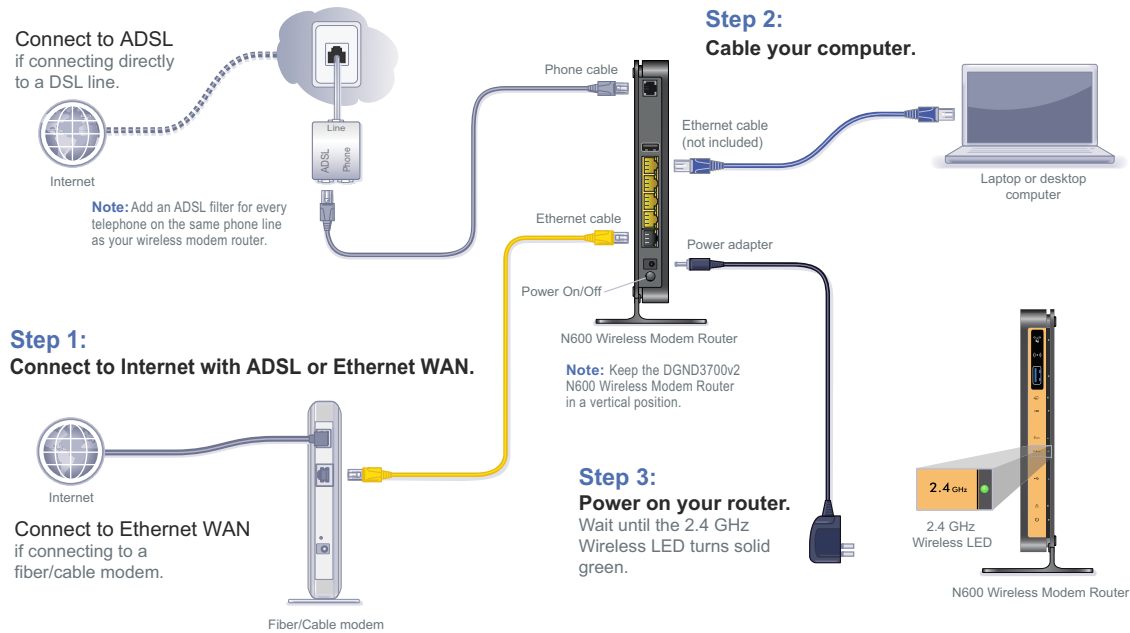 Connect to ADSL
if connecting directly
to a DSL line.
Internet
Line
ADSL
Phone
Note: Add an ADSL filter for every
telephone on the same phone line
as your wireless modem router.
Phone cable
Ethernet cable
Power On/Off
Step 2:
Cable your computer.
Ethernet cable
(not included)
Laptop or desktop
computer
Power adapter
N600 Wireless Modem Router
Note: Keep the DGND3700v2
N600 Wireless Modem Router
in a vertical position.
Step 1:
Connect to Internet with ADSL or Ethernet WAN.
Internet
Connect to Ethernet WAN
if connecting to a
fiber/cable modem.
Fiber/Cable modem
Step 3:
Power on your router.
Wait until the 2.4 GHz
Wireless LED turns solid
green.
2.4 GHz
2.4 GHz
Wireless LED
N600 Wireless Modem Router